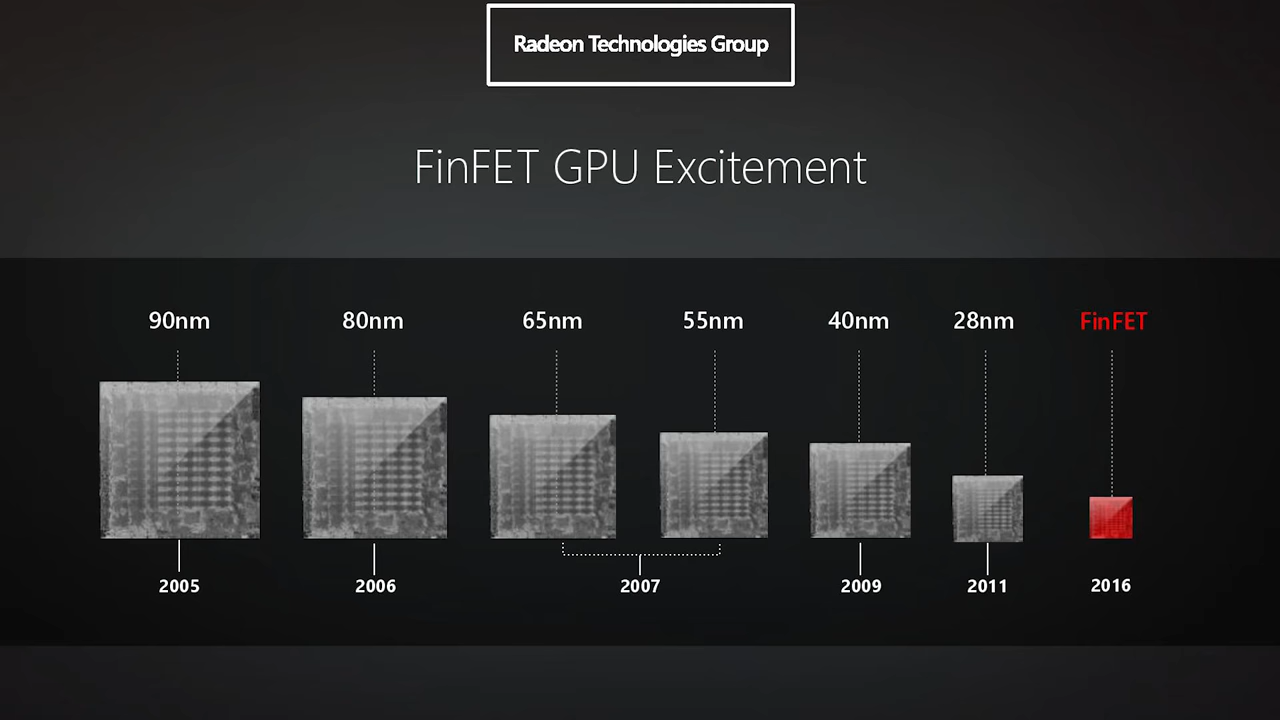 Radeon Technologies Group
FinFET GPU Excitement
90nm 80nm 65nm 55nm 40nm 28nm FinFET
2005 2006 2007 2009 2011 2016